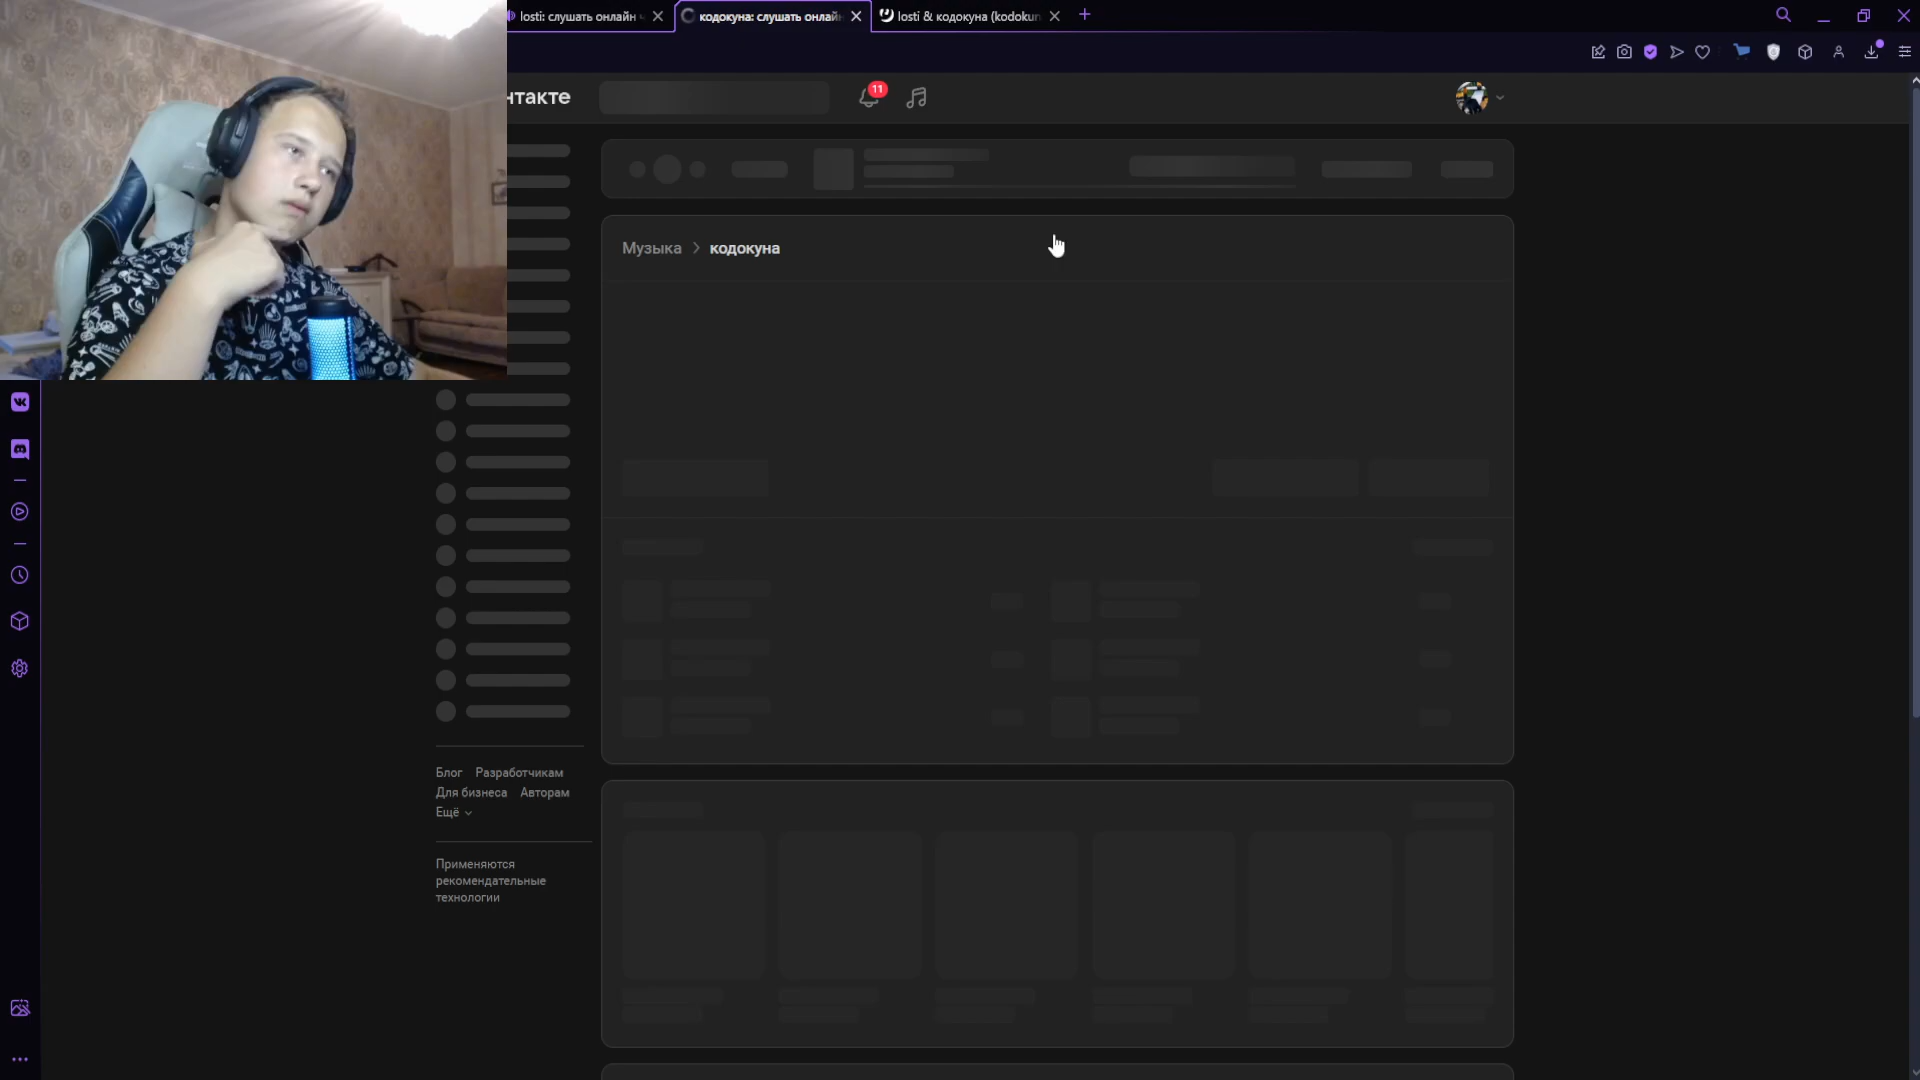 losti: слушать онлайн
кодокуна: слушать онлай
losti & кодокуна (kodokun
нтакте
11
Музыка
кодокуна
Блог
Разработчикам
Для бизнеса
Авторам
Ещё
Применяются
рекомендательные
технологии